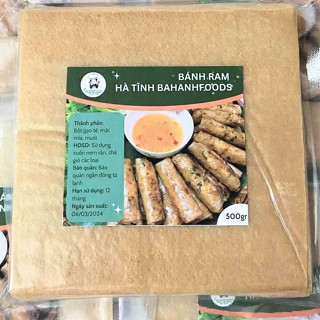 BÁNH RAM
HÀ TĨNH BAHANHFOODS
Thành phần:
Bột gạo tẻ, mật
mía, muối
HDSD: Sử dụng
cuốn nem rán, chả
giò các loại
Bảo quản: Bảo
quản ngăn đông tủ
lạnh
Hạn sử dụng: 12
tháng
Ngày sản xuất:
06/03/2024
500gr